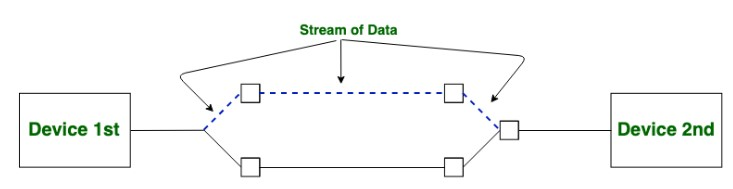 Stream of Data
Device 1st
Device 2nd